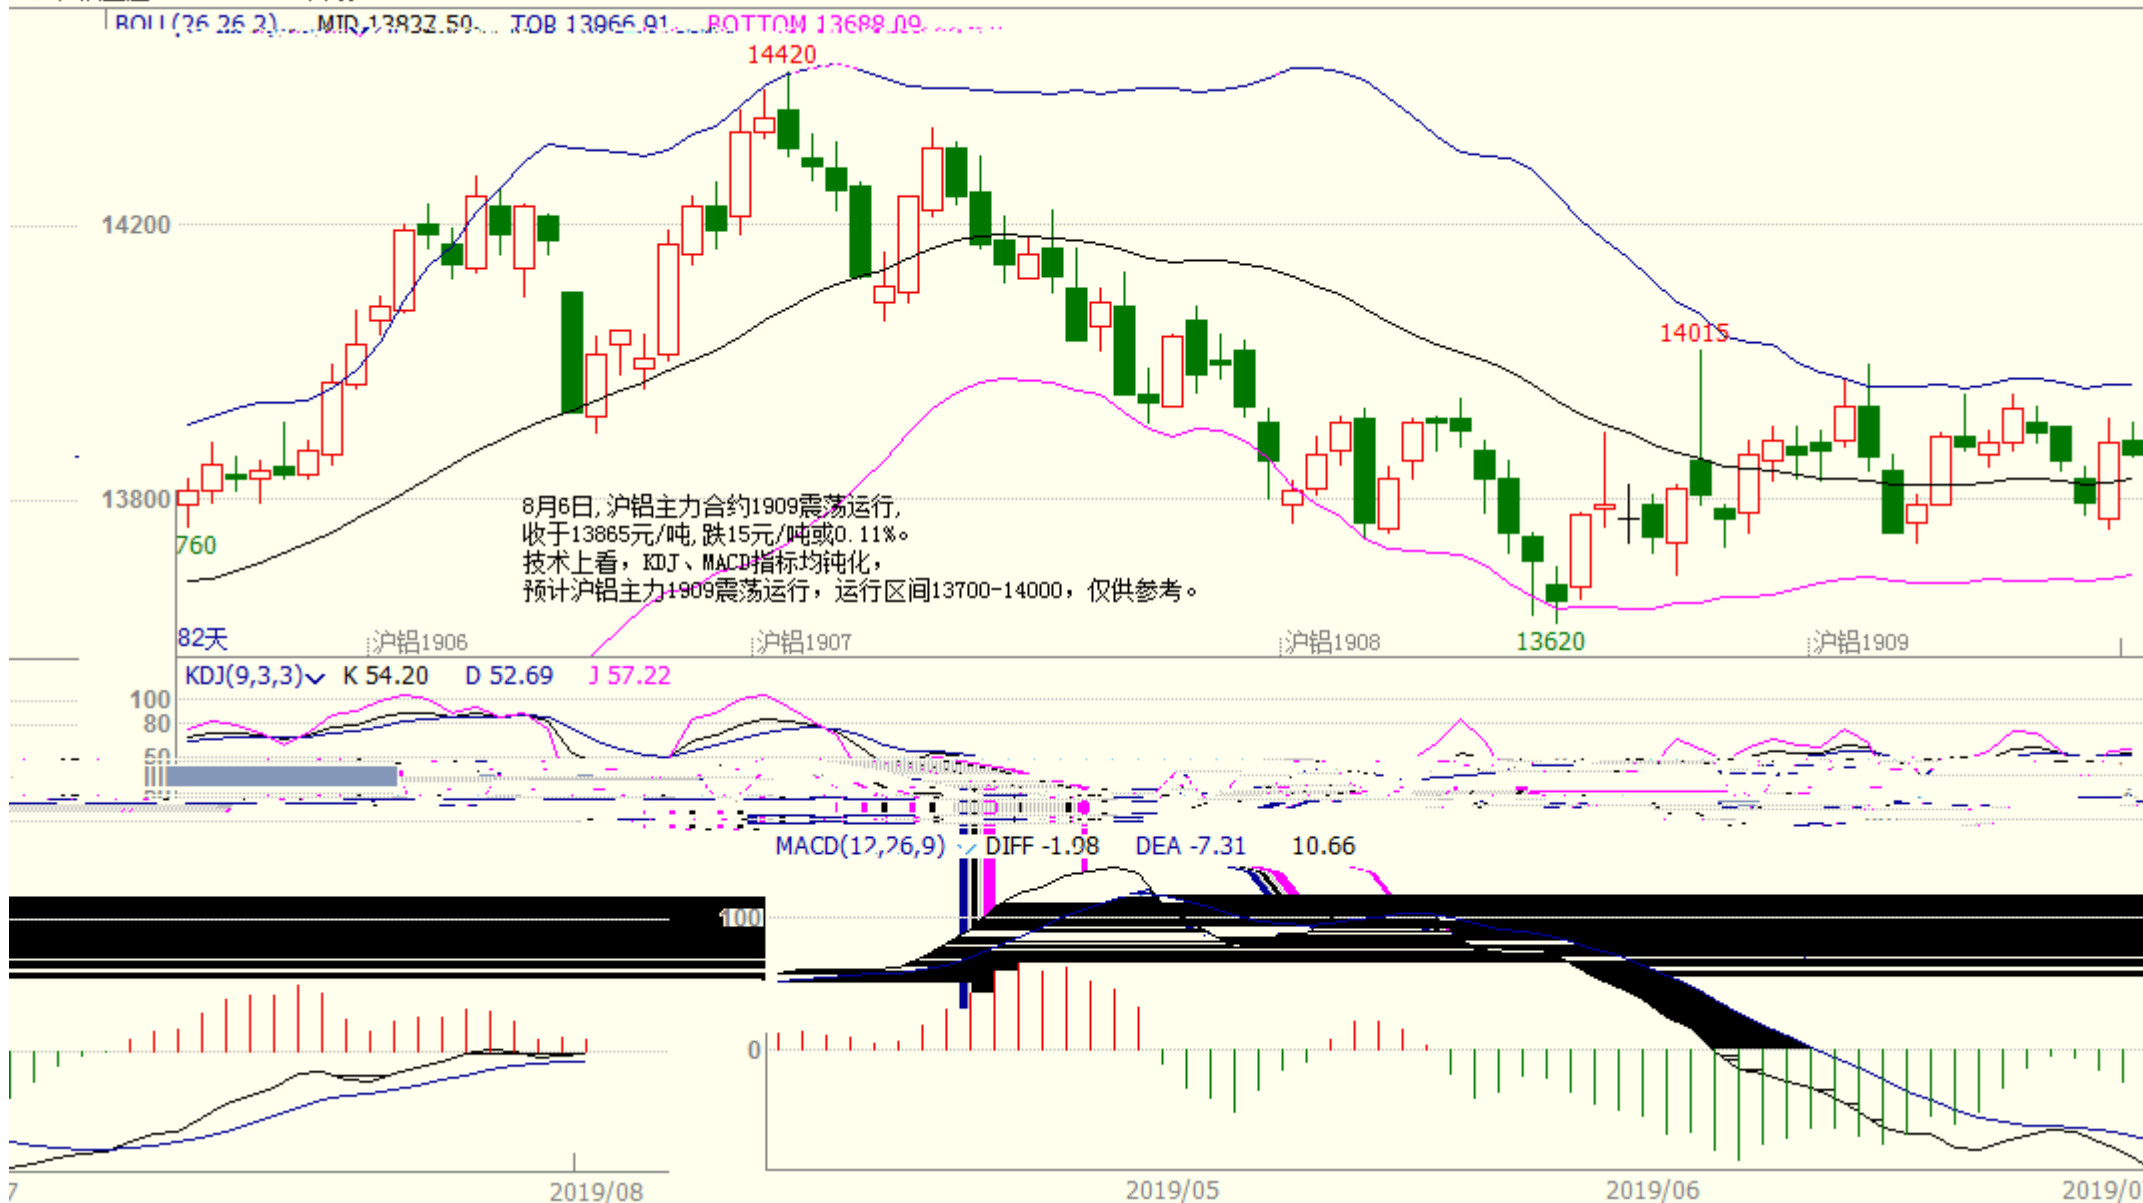 BOLL(26,26,2) MID 13827.50 TOP 13966.91 BOTTOM 13688.09
14420
14200
14015
13800
8月6日,沪铝主力合约1909震荡运行,
收于13865元/吨,跌15元/吨或0.11%。
760
技术上看，KDJ、MACD指标均钝化，
预计沪铝主力1909震荡运行，运行区间13700-14000，仅供参考。
82天 沪铝1906 沪铝1907 沪铝1908 13620 沪铝1909
KDJ(9,3,3) K 54.20 D 52.69 J 57.22
100
80
50
MACD(12,26,9) DIFF -1.98 DEA -7.31 10.66
100
0
7 2019/08 2019/05 2019/06 2019/0